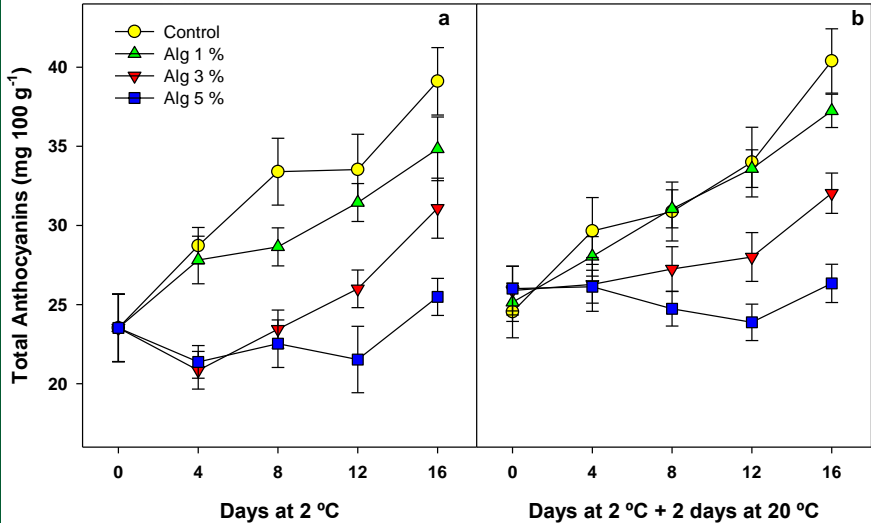 a
b
Control
Alg 1 %
Alg 3 %
Alg 5 %
Total Anthocyanins (mg 100 g-1)
40
35
30
25
20
0 4 8 12 16
0 4 8 12 16
Days at 2 ºC
Days at 2 ºC + 2 days at 20 ºC